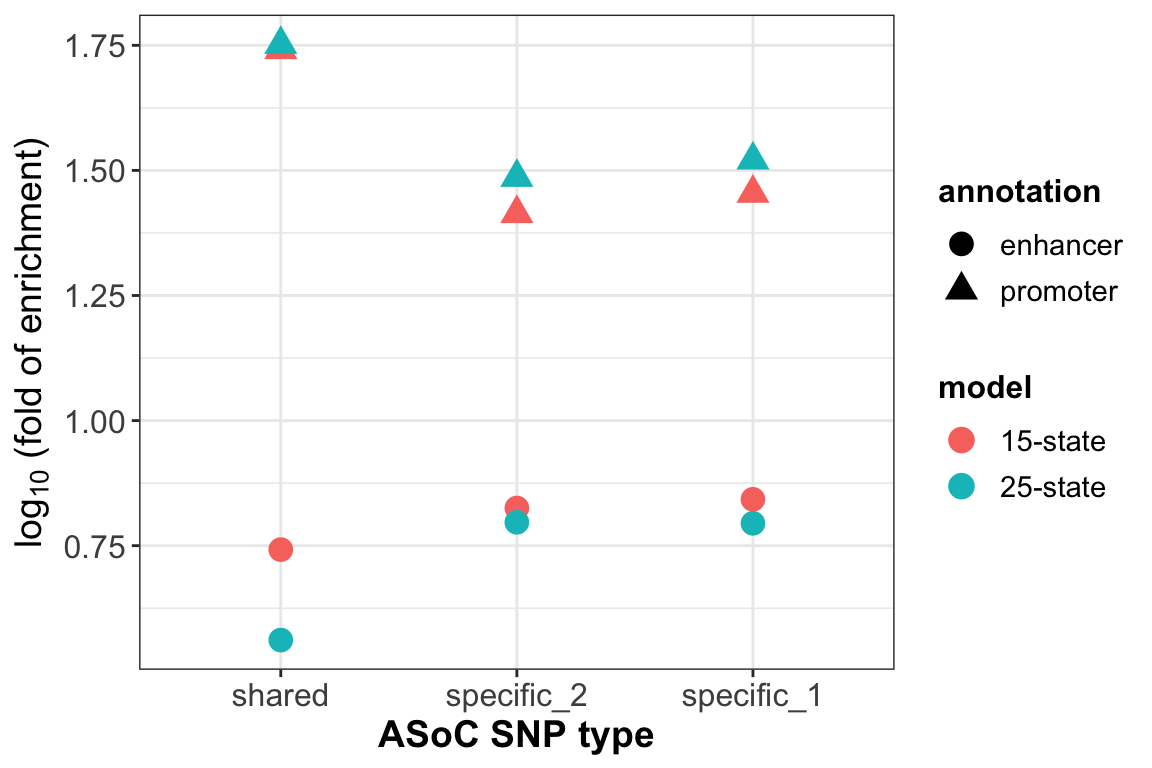 log10 (fold of enrichment)
1.75
1.50
1.25
1.00
0.75
shared
specific_2
specific_1
ASoC SNP type
annotation
enhancer
promoter
model
15-state
25-state